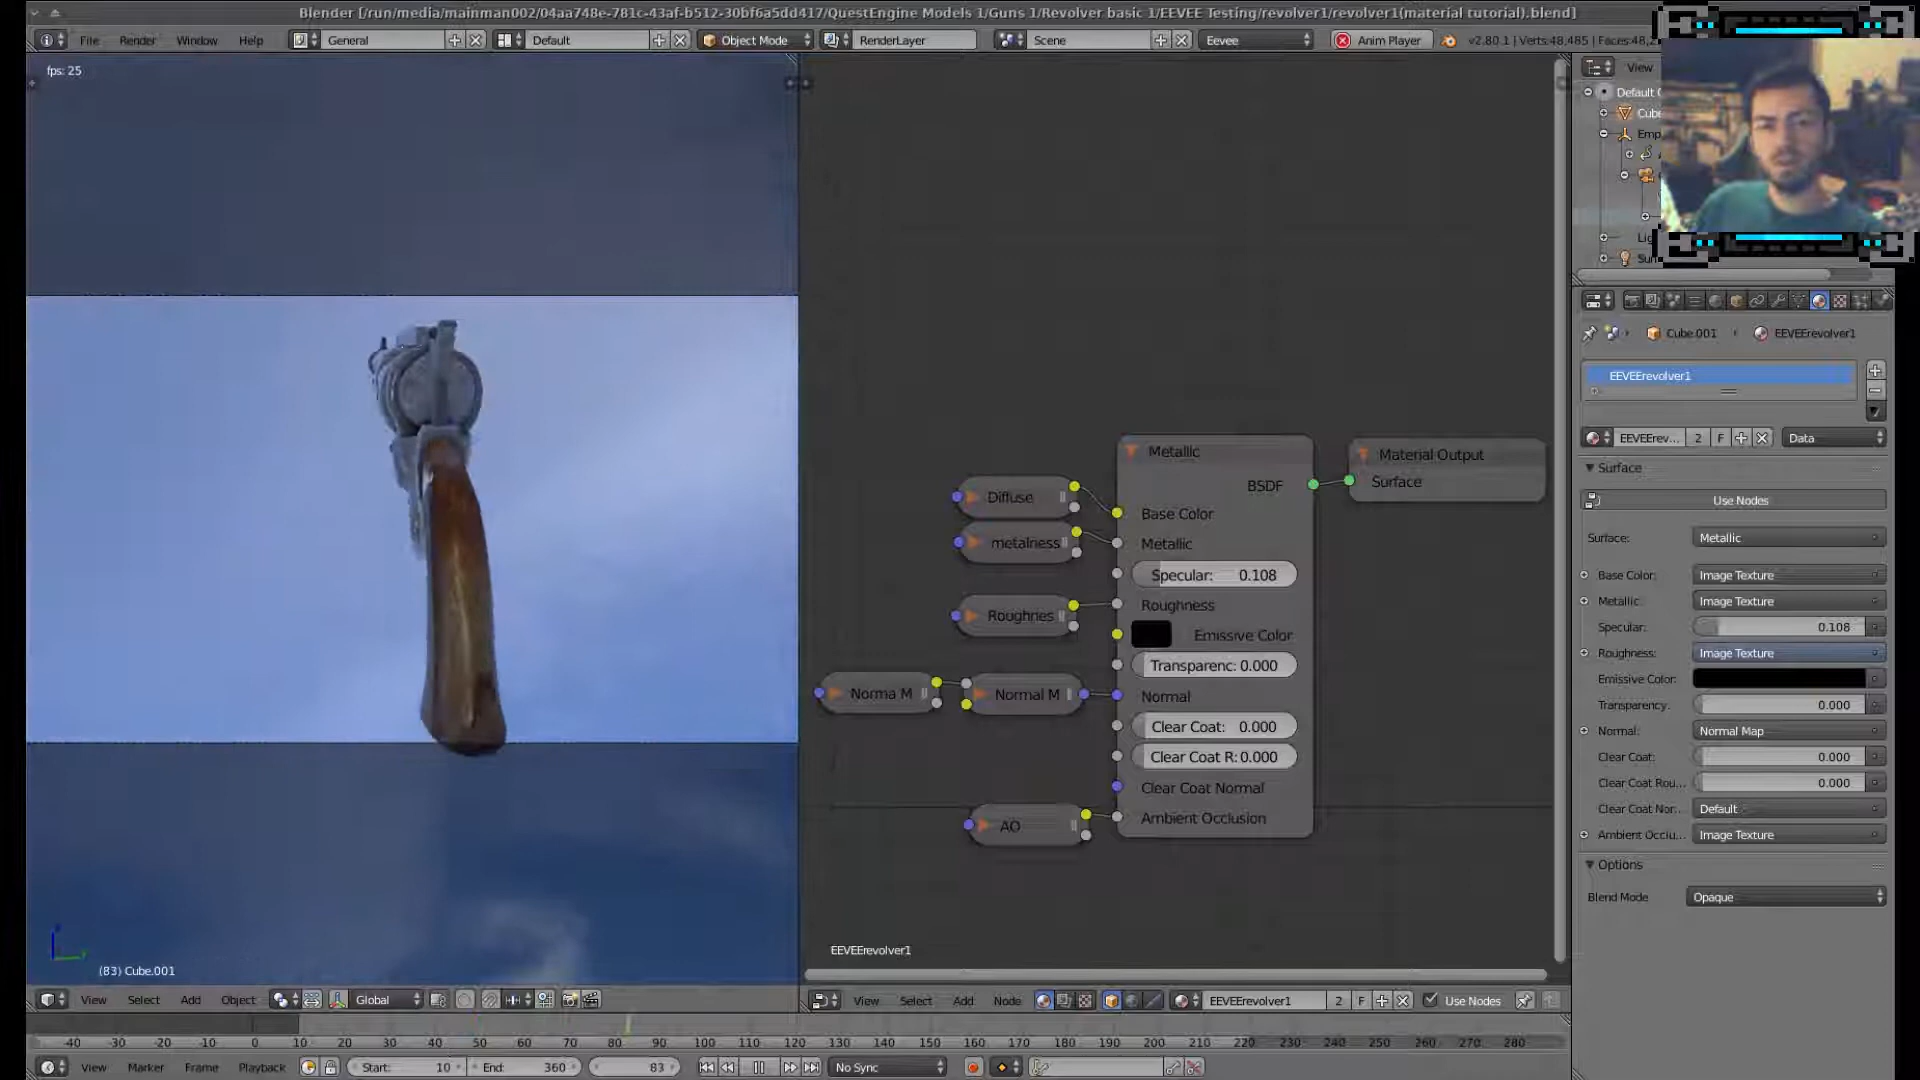 Blender [/run/media/mainman002/04aa748e-781c-43af-b512-30bf6a5dd417/QuestEngine Models 1/Guns 1/Revolver basic 1/EEVEE Testing/revolver1/revolver1(material tutorial).blend]
File Render Window Help General Default Object Mode RenderLayer Scene Eevee Anim Player v2.80.1 | Verts:48,485 | Faces:48,2
fps: 25
View
Default
Cube
Emp
Lig
Sun
Cube.001 EEVEErevolver1
EEVEErevolver1
EEVEErev... 2 F Data
Surface
Use Nodes
Surface: Metallic
Base Color: Image Texture
Metallic: Image Texture
Specular: 0.108
Roughness: Image Texture
Emissive Color:
Transparency: 0.000
Normal: Normal Map
Clear Coat: 0.000
Clear Coat Rou... 0.000
Clear Coat Nor... Default
Ambient Occlu... Image Texture
Options
Blend Mode Opaque
Metallic
BSDF
Base Color
Metallic
Specular: 0.108
Roughness
Emissive Color
Transparenc: 0.000
Normal
Clear Coat: 0.000
Clear Coat R: 0.000
Clear Coat Normal
Ambient Occlusion
Material Output
Surface
Diffuse
metalness
Roughnes
Norma M
Normal M
AO
EEVEErevolver1
(83) Cube.001
View Select Add Object Global
View Select Add Node EEVEErevolver1 2 F Use Nodes
-40 -30 -20 -10 0 10 20 30 40 50 60 70 80 90 100 110 120 130 140 150 160 170 180 190 200 210 220 230 240 250 260 270 280
View Marker Frame Playback Start: 10 End: 360 83 No Sync